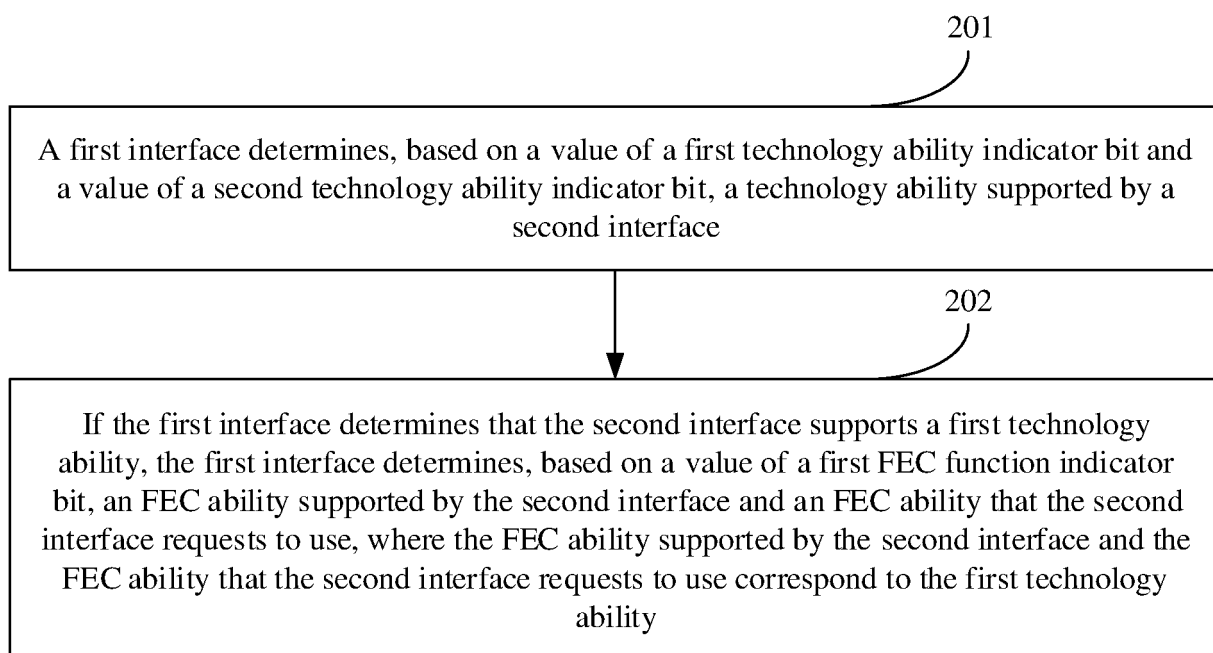 201
A first interface determines, based on a value of a first technology ability indicator bit and
a value of a second technology ability indicator bit, a technology ability supported by a
second interface
202
If the first interface determines that the second interface supports a first technology
ability, the first interface determines, based on a value of a first FEC function indicator
bit, an FEC ability supported by the second interface and an FEC ability that the second
interface requests to use, where the FEC ability supported by the second interface and the
FEC ability that the second interface requests to use correspond to the first technology
ability